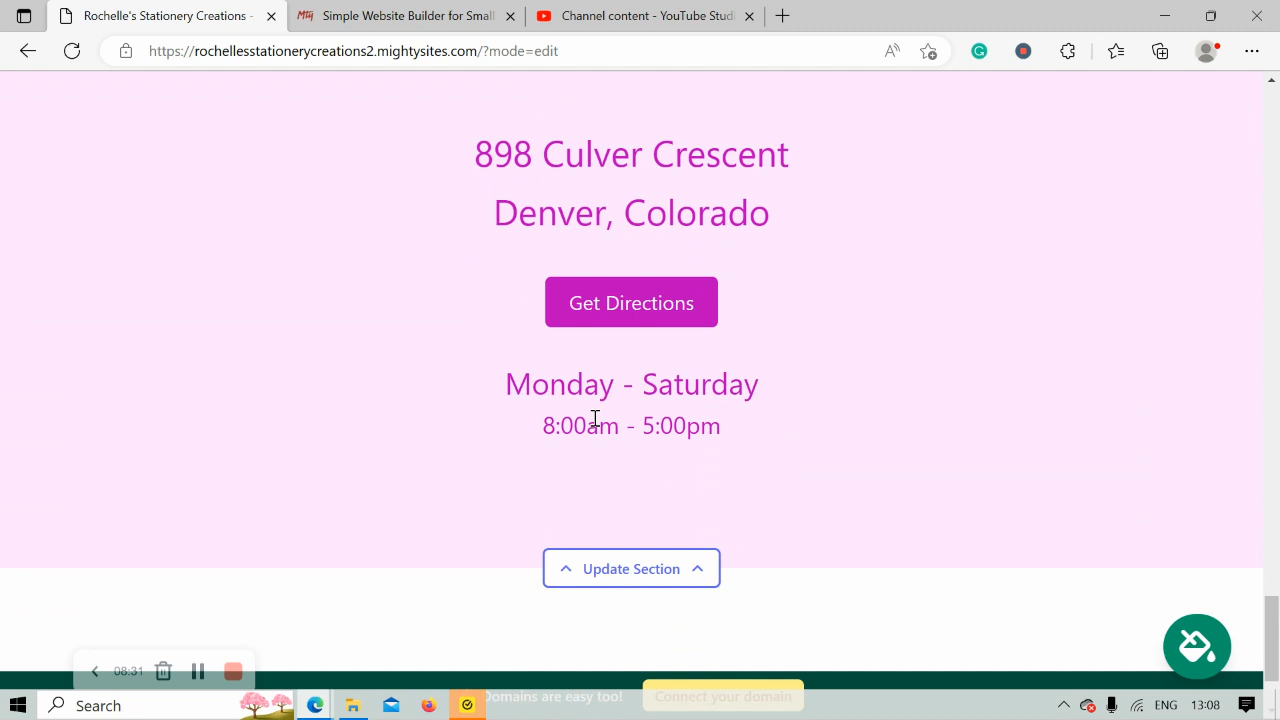 Rochelle's Stationery Creations -
Simple Website Builder for Small
Channel content - YouTube Studi
https://rochellesstationerycreations2.mightysites.com/?mode=edit
898 Culver Crescent
Denver, Colorado
Get Directions
Monday - Saturday
8:00am - 5:00pm
Update Section
08:31
Domains are easy too!
Connect your domain
Search
ENG
13:08